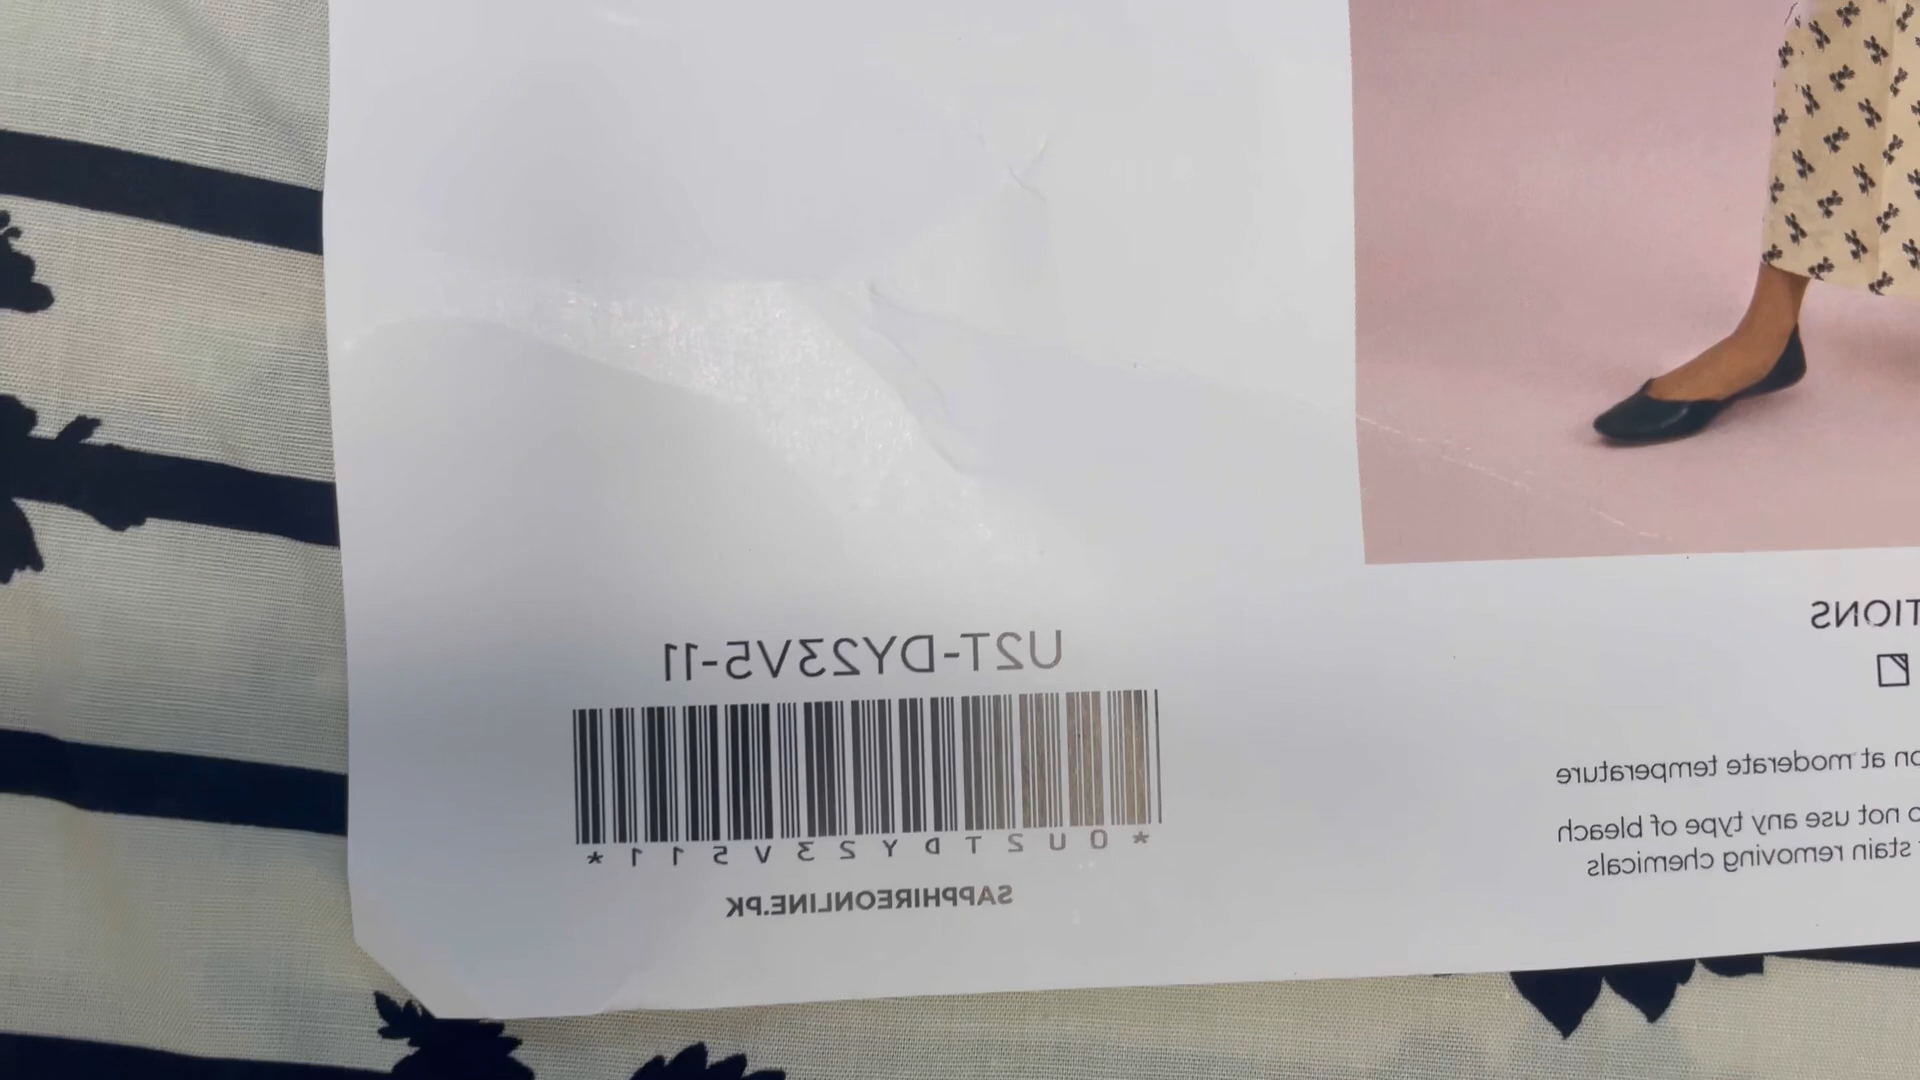 U2T-DY23V5-11
*0U2TDY23V511*
SAPPHIREONLINE.PK
TIONS
on at moderate temperature
not use any type of bleach
stain removing chemicals